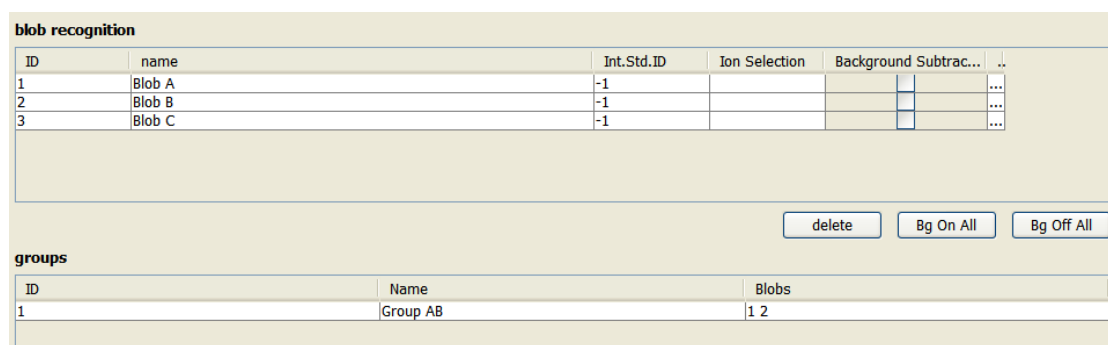 blob recognition
ID name Int.Std.ID Ion Selection Background Subtrac... ..
1 Blob A -1 ...
2 Blob B -1 ...
3 Blob C -1 ...
delete Bg On All Bg Off All
groups
ID Name Blobs
1 Group AB 1 2